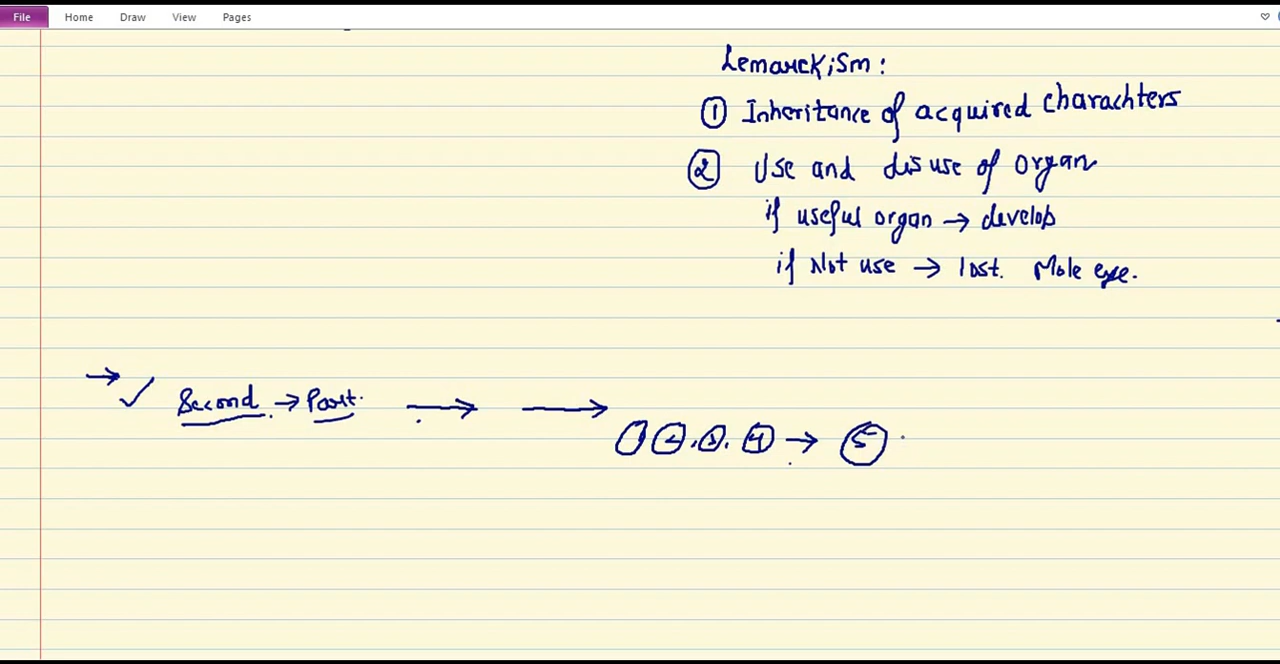 File Home Draw View Pages
LemarckiSm :
① Inheritance of acquired charachters
② Use and disuse of organ
if useful organ → develop
if Not use → lost. Mole eye.
→ ✓ Second → Part. → →
① ② , ③ . ④ → ⑤